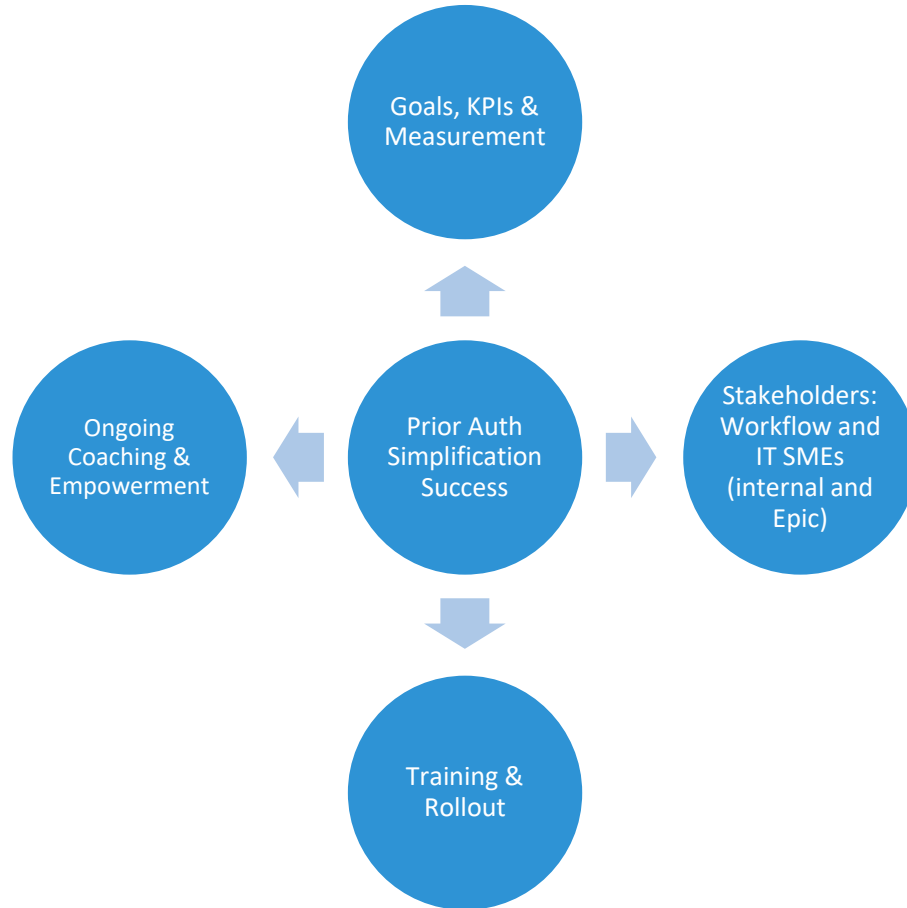 Goals, KPIs &
Measurement
Ongoing
Coaching &
Empowerment
Prior Auth
Simplification
Success
Stakeholders:
Workflow and
IT SMEs
(internal and
Epic)
Training &
Rollout